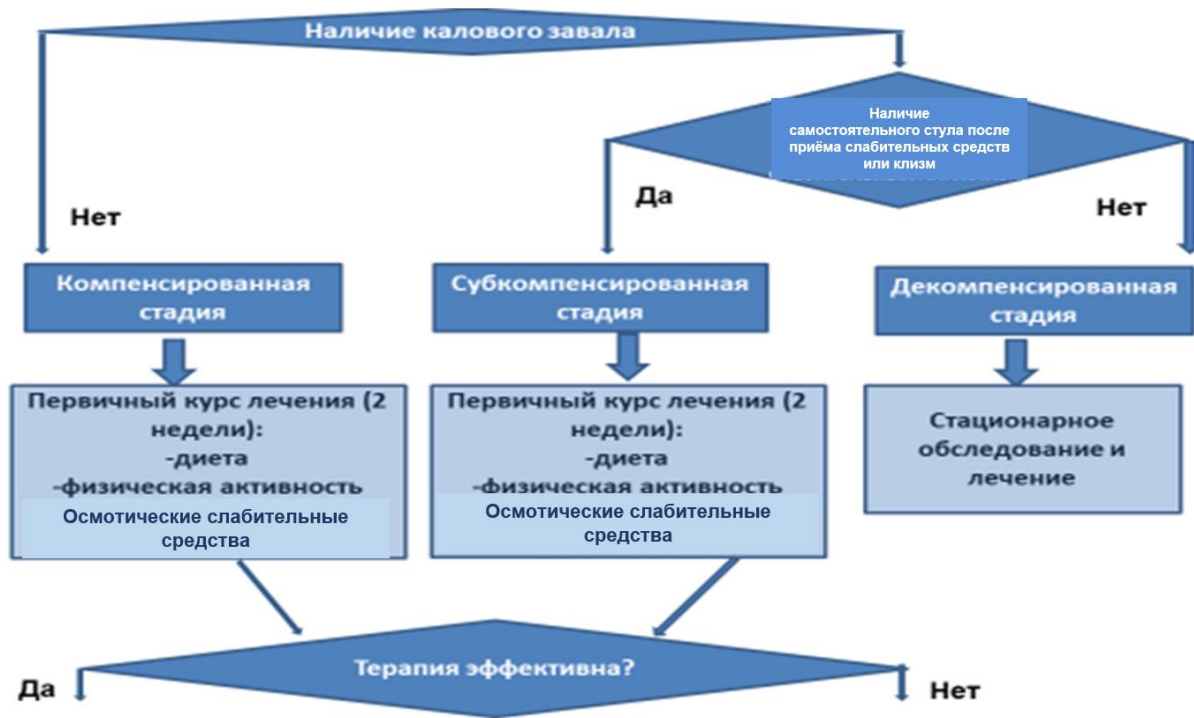 Наличие калового завала
Наличие
самостоятельного стула после
приёма слабительных средств
или клизм
Нет
Да
Нет
Компенсированная
стадия
Субкомпенсированная
стадия
Декомпенсированная
стадия
Первичный курс лечения (2
недели):
-диета
-физическая активность
Осмотические слабительные
средства
Первичный курс лечения (2
недели):
-диета
-физическая активность
Осмотические слабительные
средства
Стационарное
обследование и
лечение
Терапия эффективна?
Да
Нет